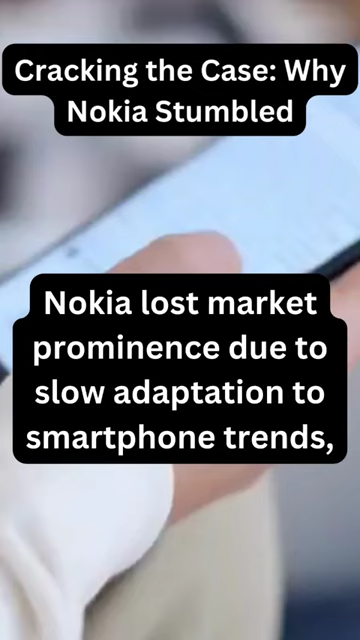 Cracking the Case: Why
Nokia Stumbled
Nokia lost market
prominence due to
slow adaptation to
smartphone trends,